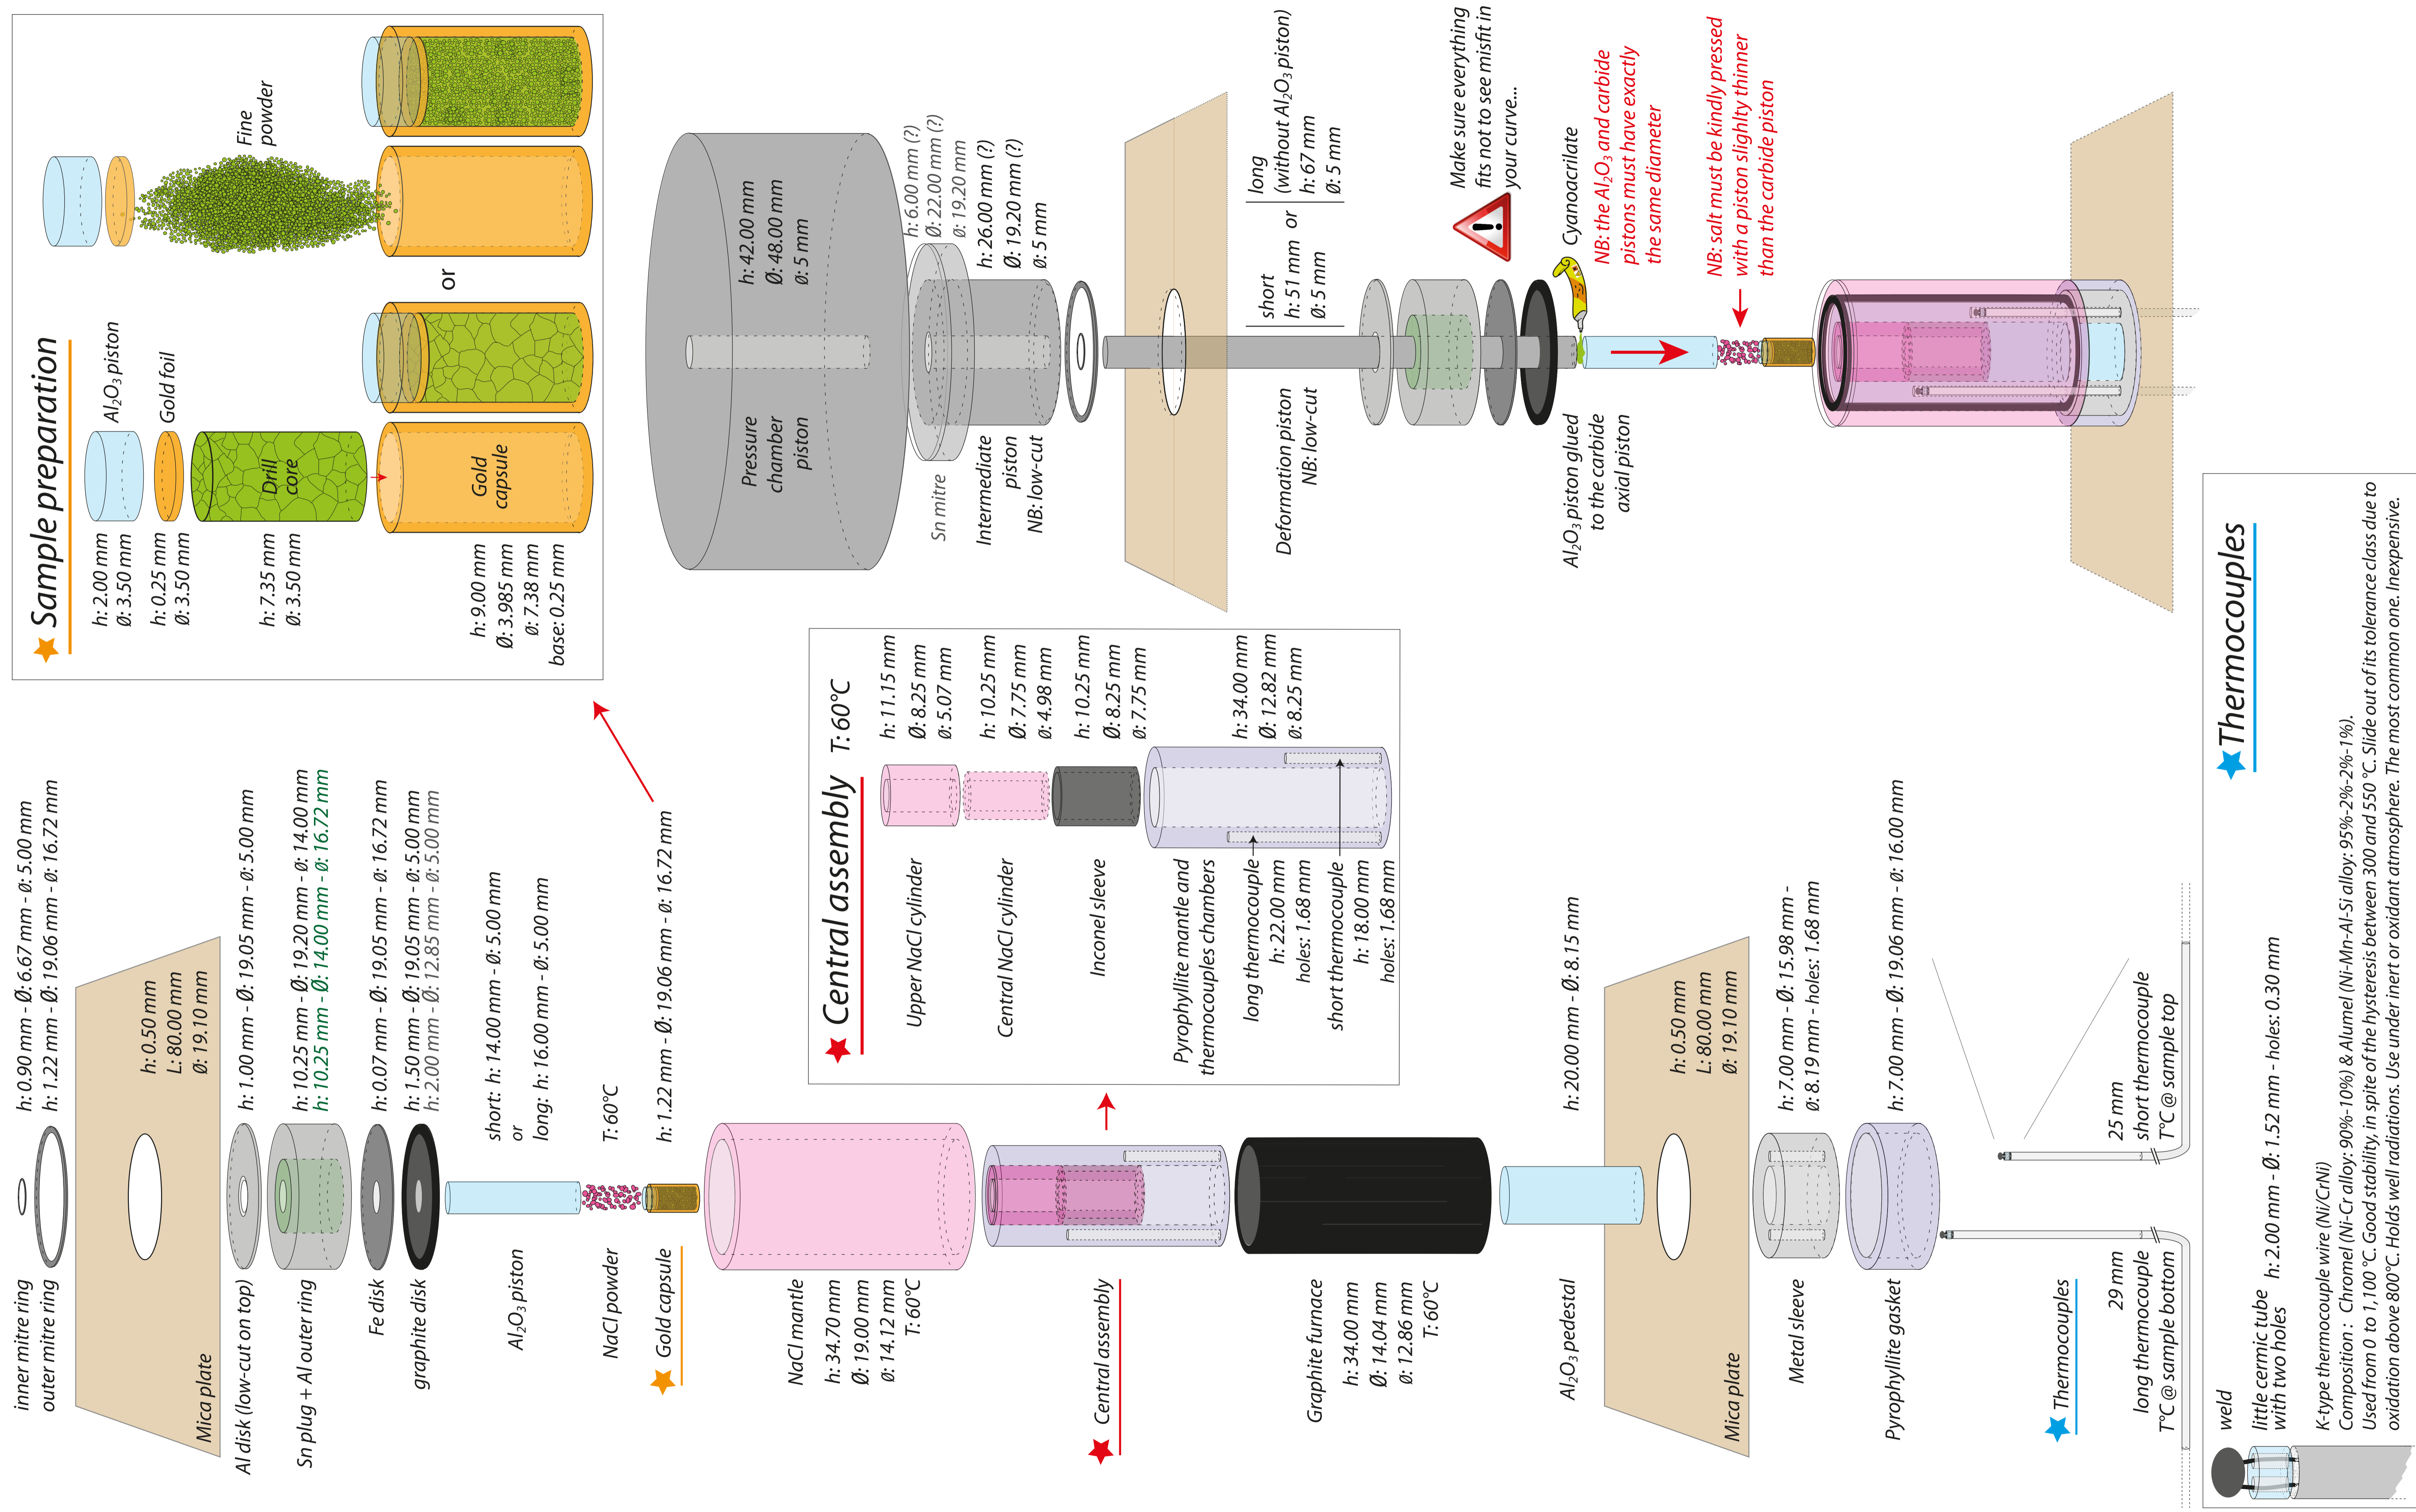 inner mitre ring
h: 0.90 mm - Ø: 6.67 mm - ø: 5.00 mm
outer mitre ring
h: 1.22 mm - Ø: 19.06 mm - ø: 16.72 mm
Mica plate
h: 0.50 mm
L: 80.00 mm
ø: 19.10 mm
Al disk (low-cut on top)
h: 1.00 mm - Ø: 19.05 mm - ø: 5.00 mm
Sn plug + Al outer ring
h: 10.25 mm - Ø: 19.20 mm - ø: 14.00 mm
h: 10.25 mm - Ø: 14.00 mm - ø: 16.72 mm
Fe disk
h: 0.07 mm - Ø: 19.05 mm - ø: 16.72 mm
graphite disk
h: 1.50 mm - Ø: 19.05 mm - ø: 5.00 mm
h: 2.00 mm - Ø: 12.85 mm - ø: 5.00 mm
Al₂O₃ piston
short: h: 14.00 mm - Ø: 5.00 mm
or
long: h: 16.00 mm - Ø: 5.00 mm
NaCl powder
T: 60°C
Gold capsule
h: 1.22 mm - Ø: 19.06 mm - ø: 16.72 mm
NaCl mantle
h: 34.70 mm
Ø: 19.00 mm
ø: 14.12 mm
T: 60°C
Central assembly
Graphite furnace
h: 34.00 mm
Ø: 14.04 mm
ø: 12.86 mm
T: 60°C
Al₂O₃ pedestal
h: 20.00 mm - Ø: 8.15 mm
Mica plate
h: 0.50 mm
L: 80.00 mm
ø: 19.10 mm
Metal sleeve
h: 7.00 mm - Ø: 15.98 mm -
ø: 8.19 mm - holes: 1.68 mm
Pyrophyllite gasket
h: 7.00 mm - Ø: 19.06 mm - ø: 16.00 mm
Thermocouples
29 mm
long thermocouple
T°C @ sample bottom
25 mm
short thermocouple
T°C @ sample top
Sample preparation
h: 2.00 mm
ø: 3.50 mm
Al₂O₃ piston
h: 0.25 mm
ø: 3.50 mm
Gold foil
h: 7.35 mm
ø: 3.50 mm
Drill
core
h: 9.00 mm
Ø: 3.985 mm
ø: 7.38 mm
base: 0.25 mm
Gold
capsule
or
Fine
powder
Central assembly T: 60°C
Upper NaCl cylinder
h: 11.15 mm
Ø: 8.25 mm
ø: 5.07 mm
Central NaCl cylinder
h: 10.25 mm
Ø: 7.75 mm
ø: 4.98 mm
Inconel sleeve
h: 10.25 mm
Ø: 8.25 mm
ø: 7.75 mm
Pyrophyllite mantle and
thermocouples chambers
h: 34.00 mm
Ø: 12.82 mm
ø: 8.25 mm
long thermocouple
h: 22.00 mm
holes: 1.68 mm
short thermocouple
h: 18.00 mm
holes: 1.68 mm
Pressure
chamber
piston
h: 42.00 mm
Ø: 48.00 mm
ø: 5 mm
Sn mitre
h: 6.00 mm (?)
Ø: 22.00 mm (?)
ø: 19.20 mm
Intermediate
piston
NB: low-cut
h: 26.00 mm (?)
Ø: 19.20 mm (?)
ø: 5 mm
Deformation piston
NB: low-cut
short
h: 51 mm
ø: 5 mm
or
long
(without Al₂O₃ piston)
h: 67 mm
ø: 5 mm
Make sure everything
fits not to see misfit in
your curve...
Al₂O₃ piston glued
to the carbide
axial piston
Cyanoacrilate
NB: the Al₂O₃ and carbide
pistons must have exactly
the same diameter
NB: salt must be kindly pressed
with a piston slighlty thinner
than the carbide piston
Thermocouples
weld
little cermic tube
with two holes
h: 2.00 mm - Ø: 1.52 mm - holes: 0.30 mm
K-type thermocouple wire (Ni/CrNi)
Composition : Chromel (Ni-Cr alloy: 90%-10%) & Alumel (Ni-Mn-Al-Si alloy: 95%-2%-2%-1%).
Used from 0 to 1,100 °C. Good stability, in spite of the hysteresis between 300 and 550 °C. Slide out of its tolerance class due to
oxidation above 800°C. Holds well radiations. Use under inert or oxidant atmosphere. The most common one. Inexpensive.